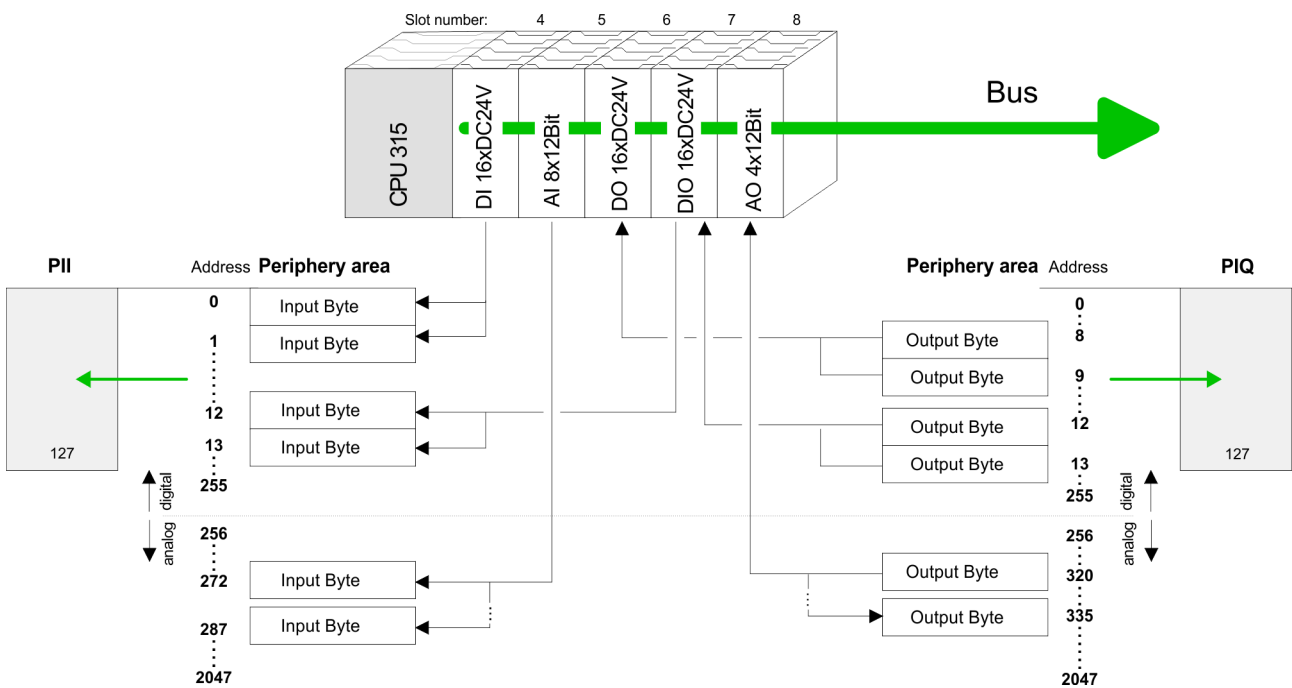 Slot number: 4 5 6 7 8
CPU 315
DI 16xDC24V
AI 8x12Bit
DO 16xDC24V
DIO 16xDC24V
AO 4x12Bit
Bus
PII Address Periphery area
0 Input Byte
1 Input Byte
12 Input Byte
13 Input Byte
127
255
digital
analog
256
272 Input Byte
287 Input Byte
2047
Periphery area Address PIQ
0
Output Byte 8
Output Byte 9
Output Byte 12
Output Byte 13
127
255
digital
analog
256
Output Byte 320
Output Byte 335
2047